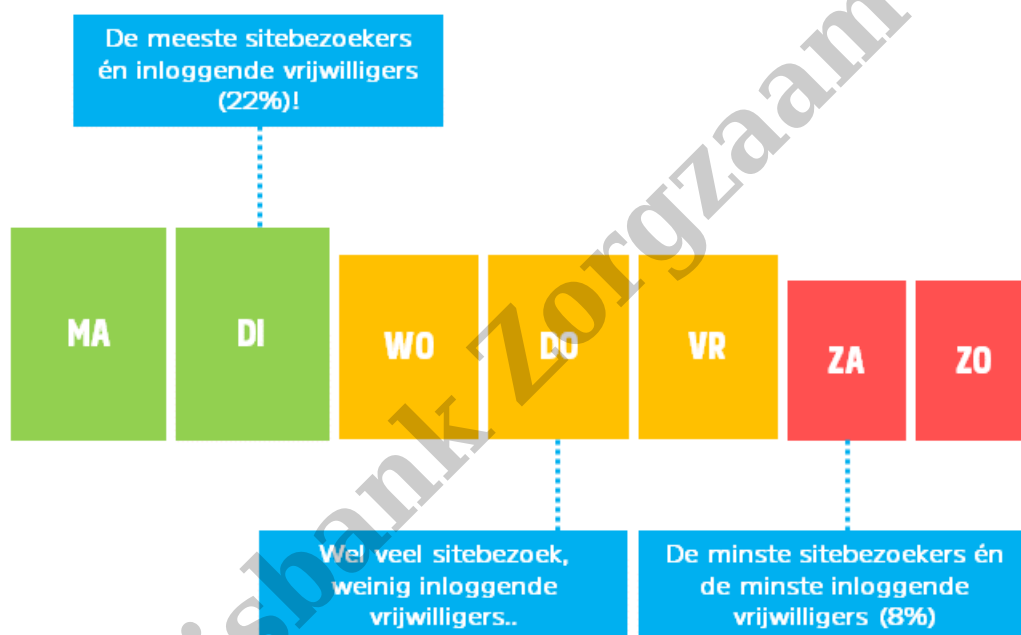 De meeste sitebezoekers
én inloggende vrijwilligers
(22%)!
MA
DI
WO
DO
VR
ZA
ZO
Wel veel sitebezoek,
weinig inloggende
vrijwilligers..
De minste sitebezoekers én
de minste inloggende
vrijwilligers (8%)
Zorgzaam